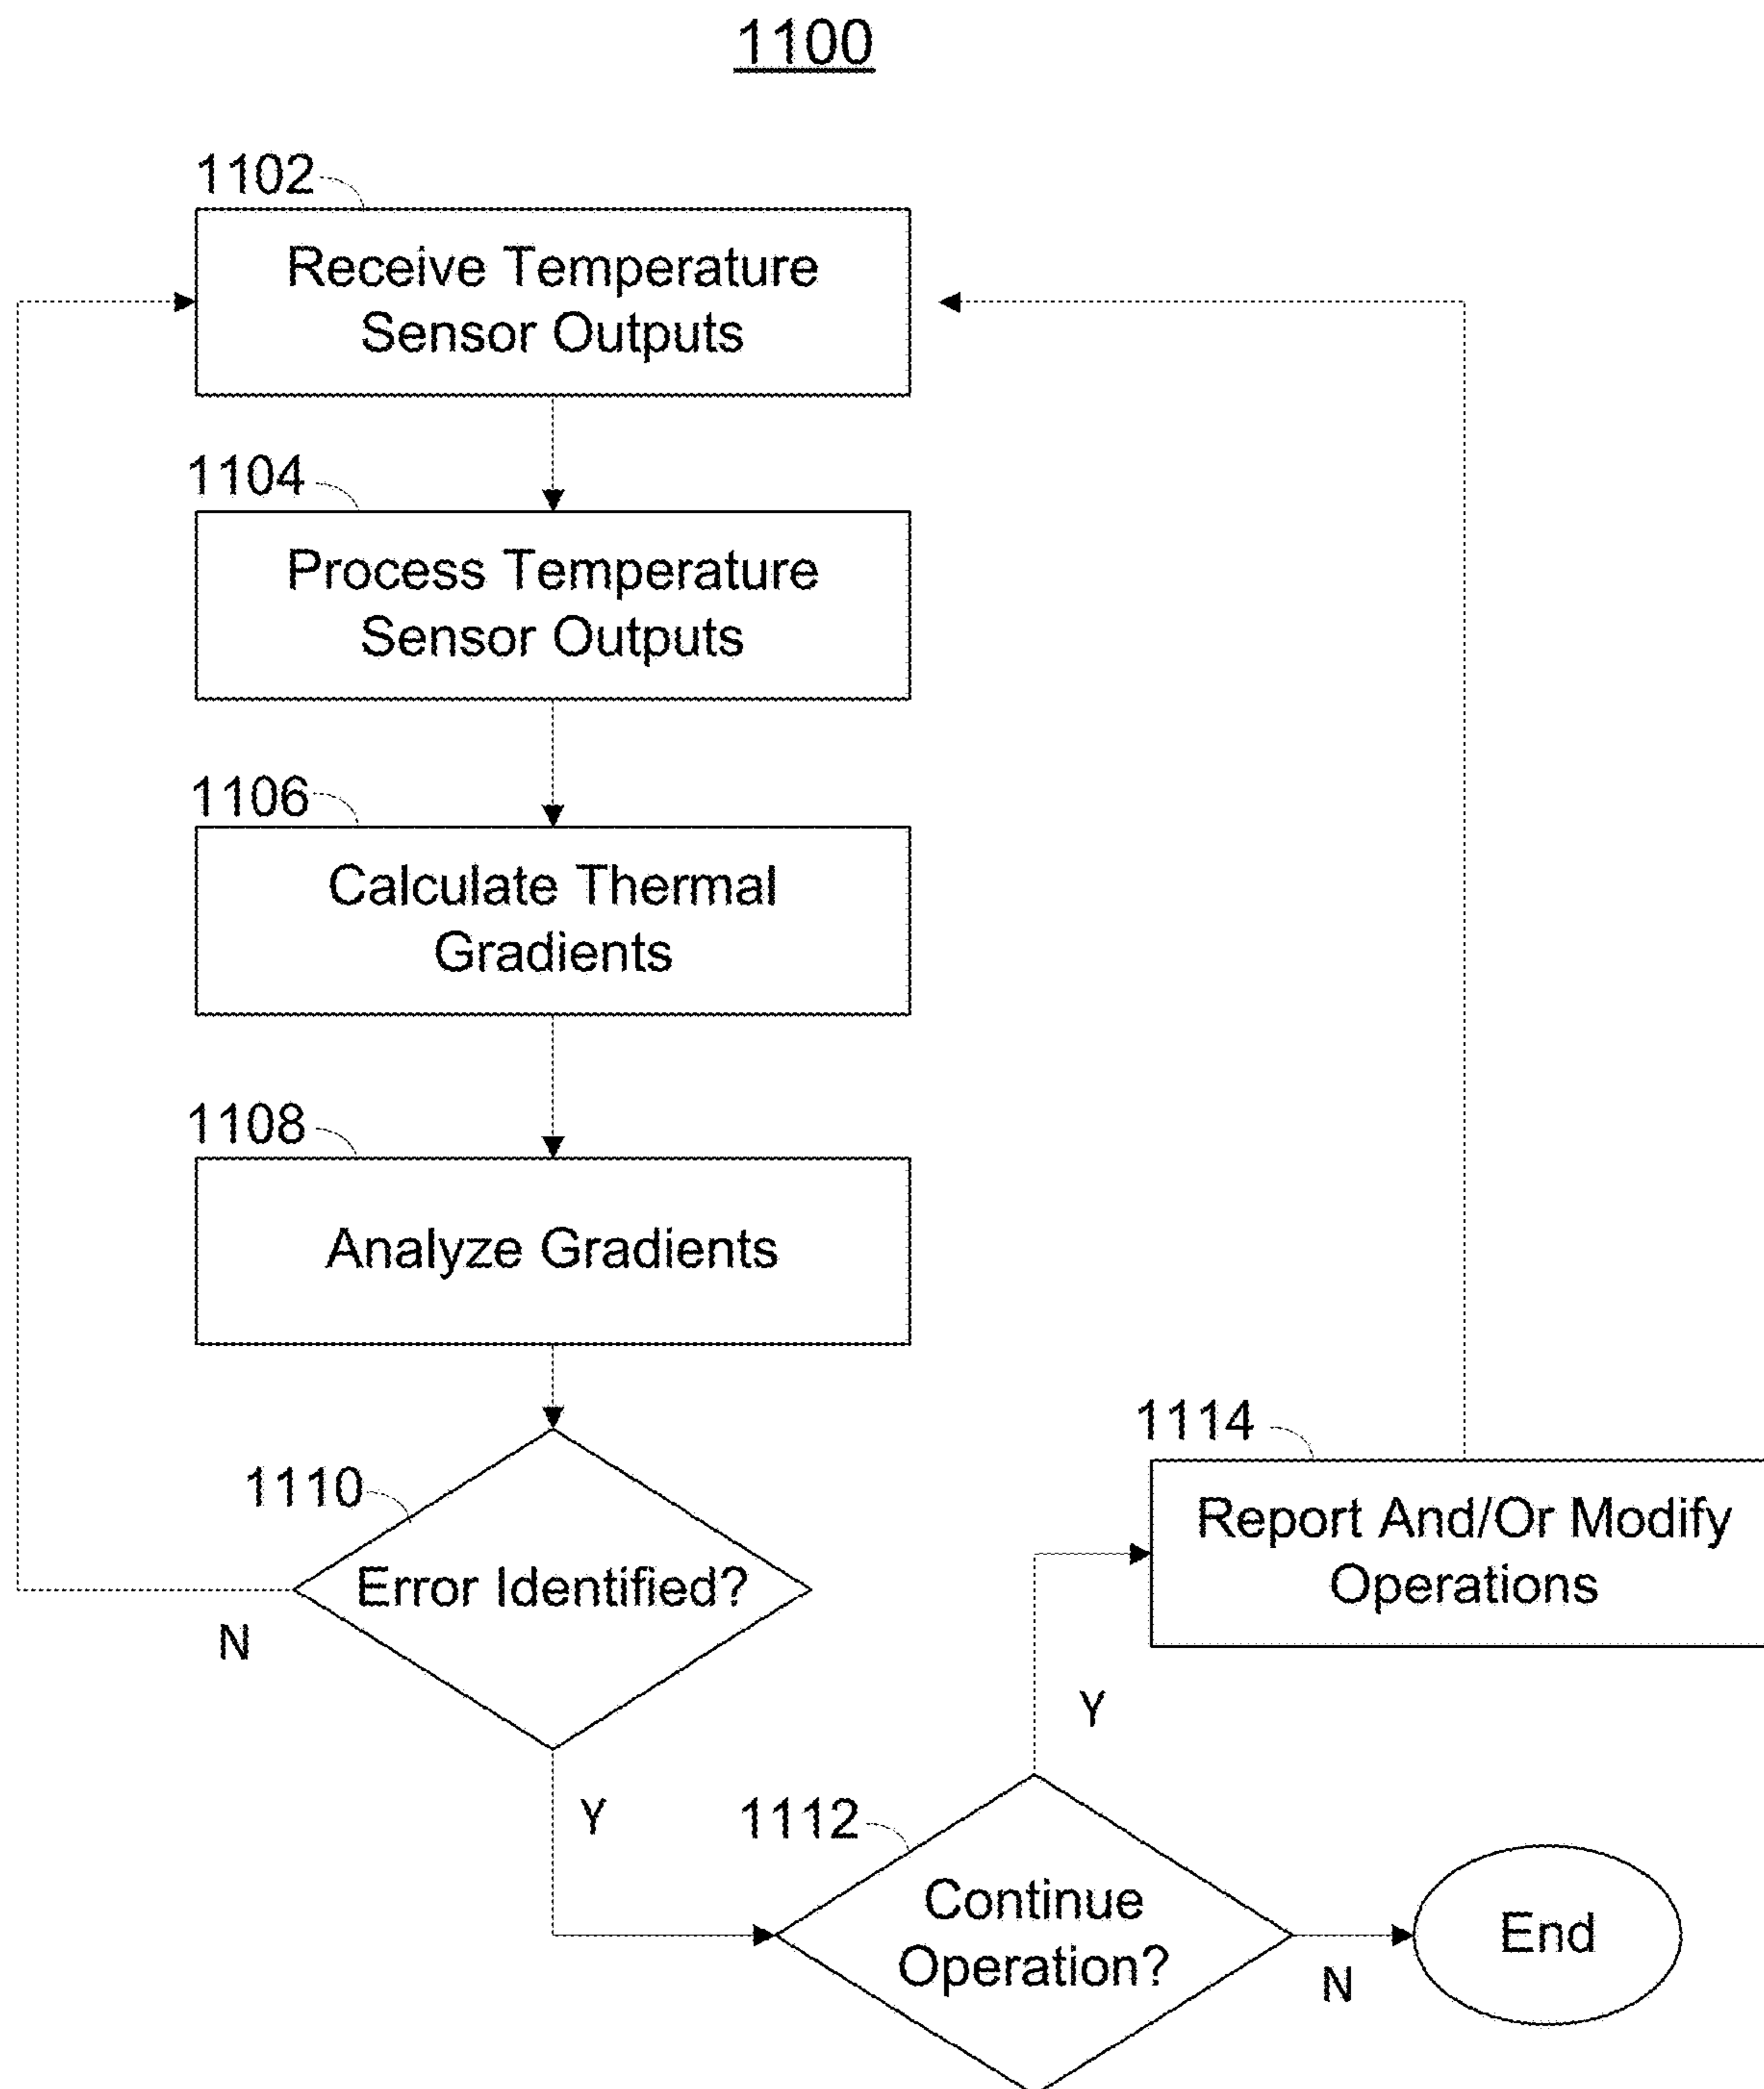 1100
1102
Receive Temperature
Sensor Outputs
1104
Process Temperature
Sensor Outputs
1106
Calculate Thermal
Gradients
1108
Analyze Gradients
1110
Error Identified?
N
Y
1112
Continue
Operation?
Y
N
1114
Report And/Or Modify
Operations
End